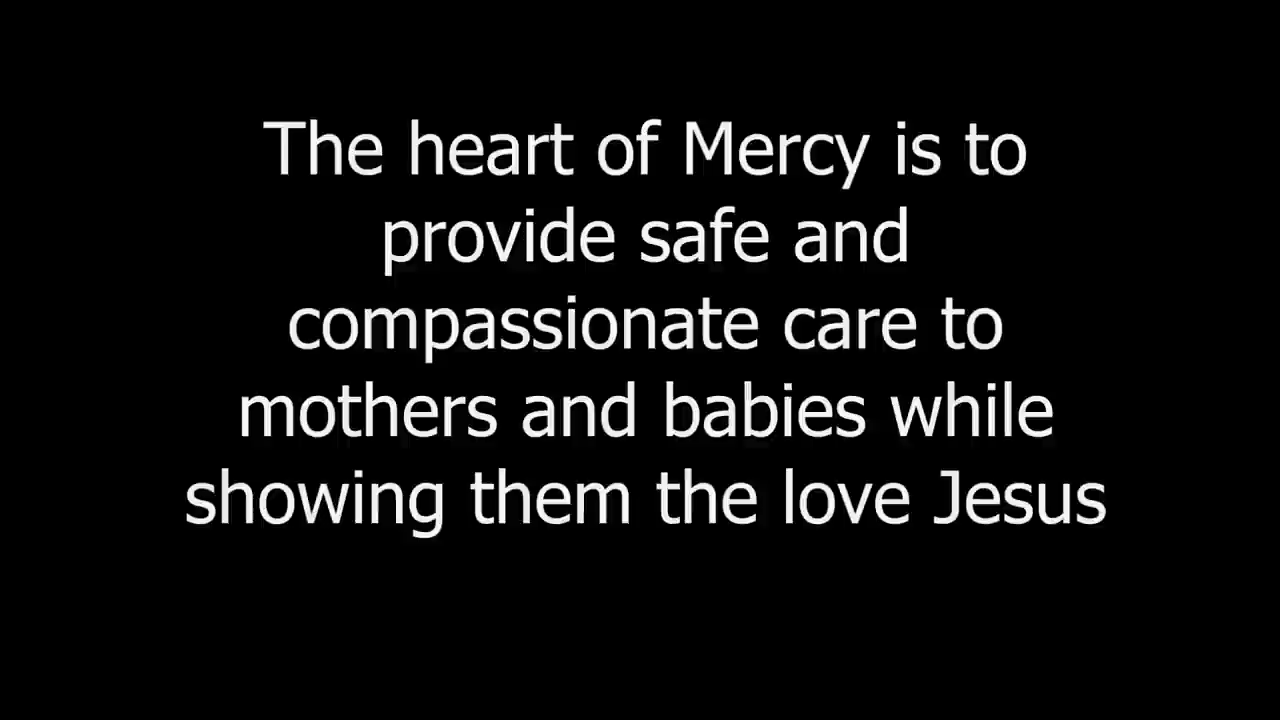 The heart of Mercy is to
provide safe and
compassionate care to
mothers and babies while
showing them the love Jesus